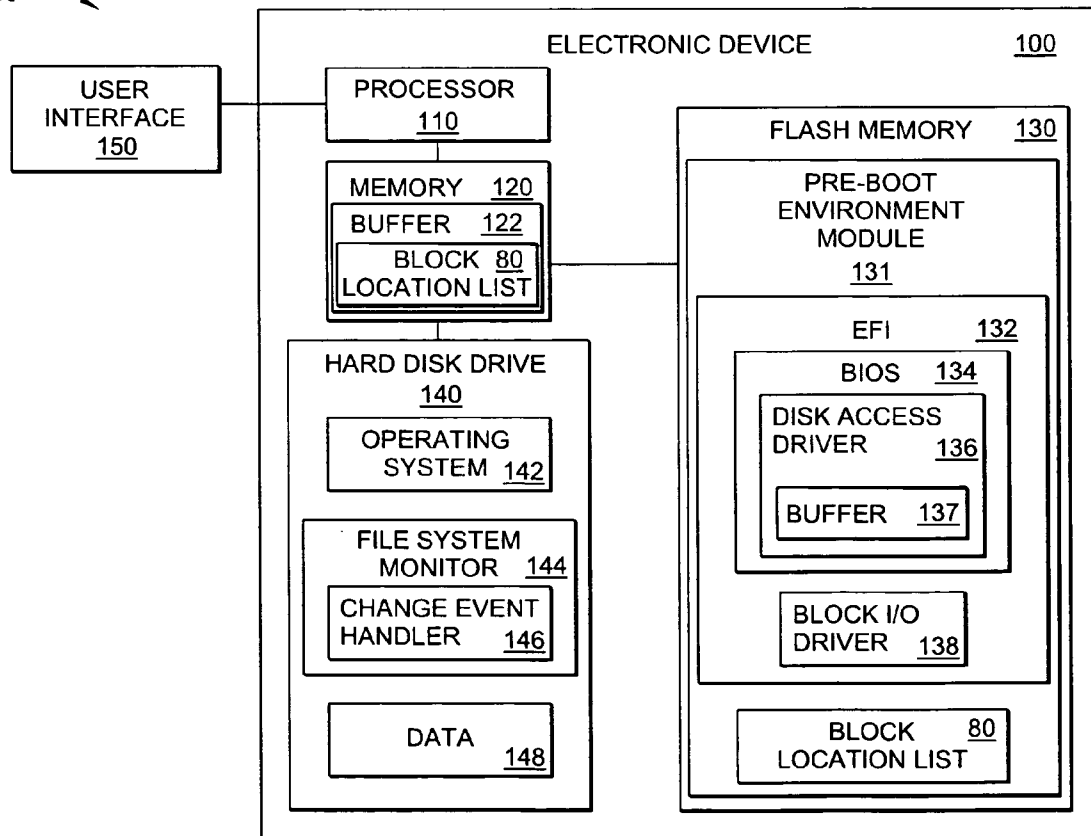 ELECTRONIC DEVICE 100
USER
INTERFACE
150
PROCESSOR
110
MEMORY 120
BUFFER 122
BLOCK 80
LOCATION LIST
HARD DISK DRIVE
140
OPERATING
SYSTEM 142
FILE SYSTEM
MONITOR 144
CHANGE EVENT
HANDLER 146
DATA
148
FLASH MEMORY 130
PRE-BOOT
ENVIRONMENT
MODULE
131
EFI 132
BIOS 134
DISK ACCESS
DRIVER 136
BUFFER 137
BLOCK I/O
DRIVER 138
BLOCK 80
LOCATION LIST